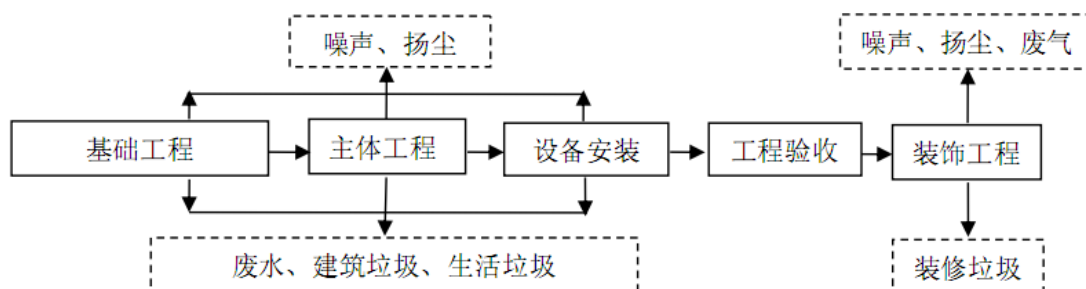 噪声、扬尘
噪声、扬尘、废气
基础工程
主体工程
设备安装
工程验收
装饰工程
废水、建筑垃圾、生活垃圾
装修垃圾